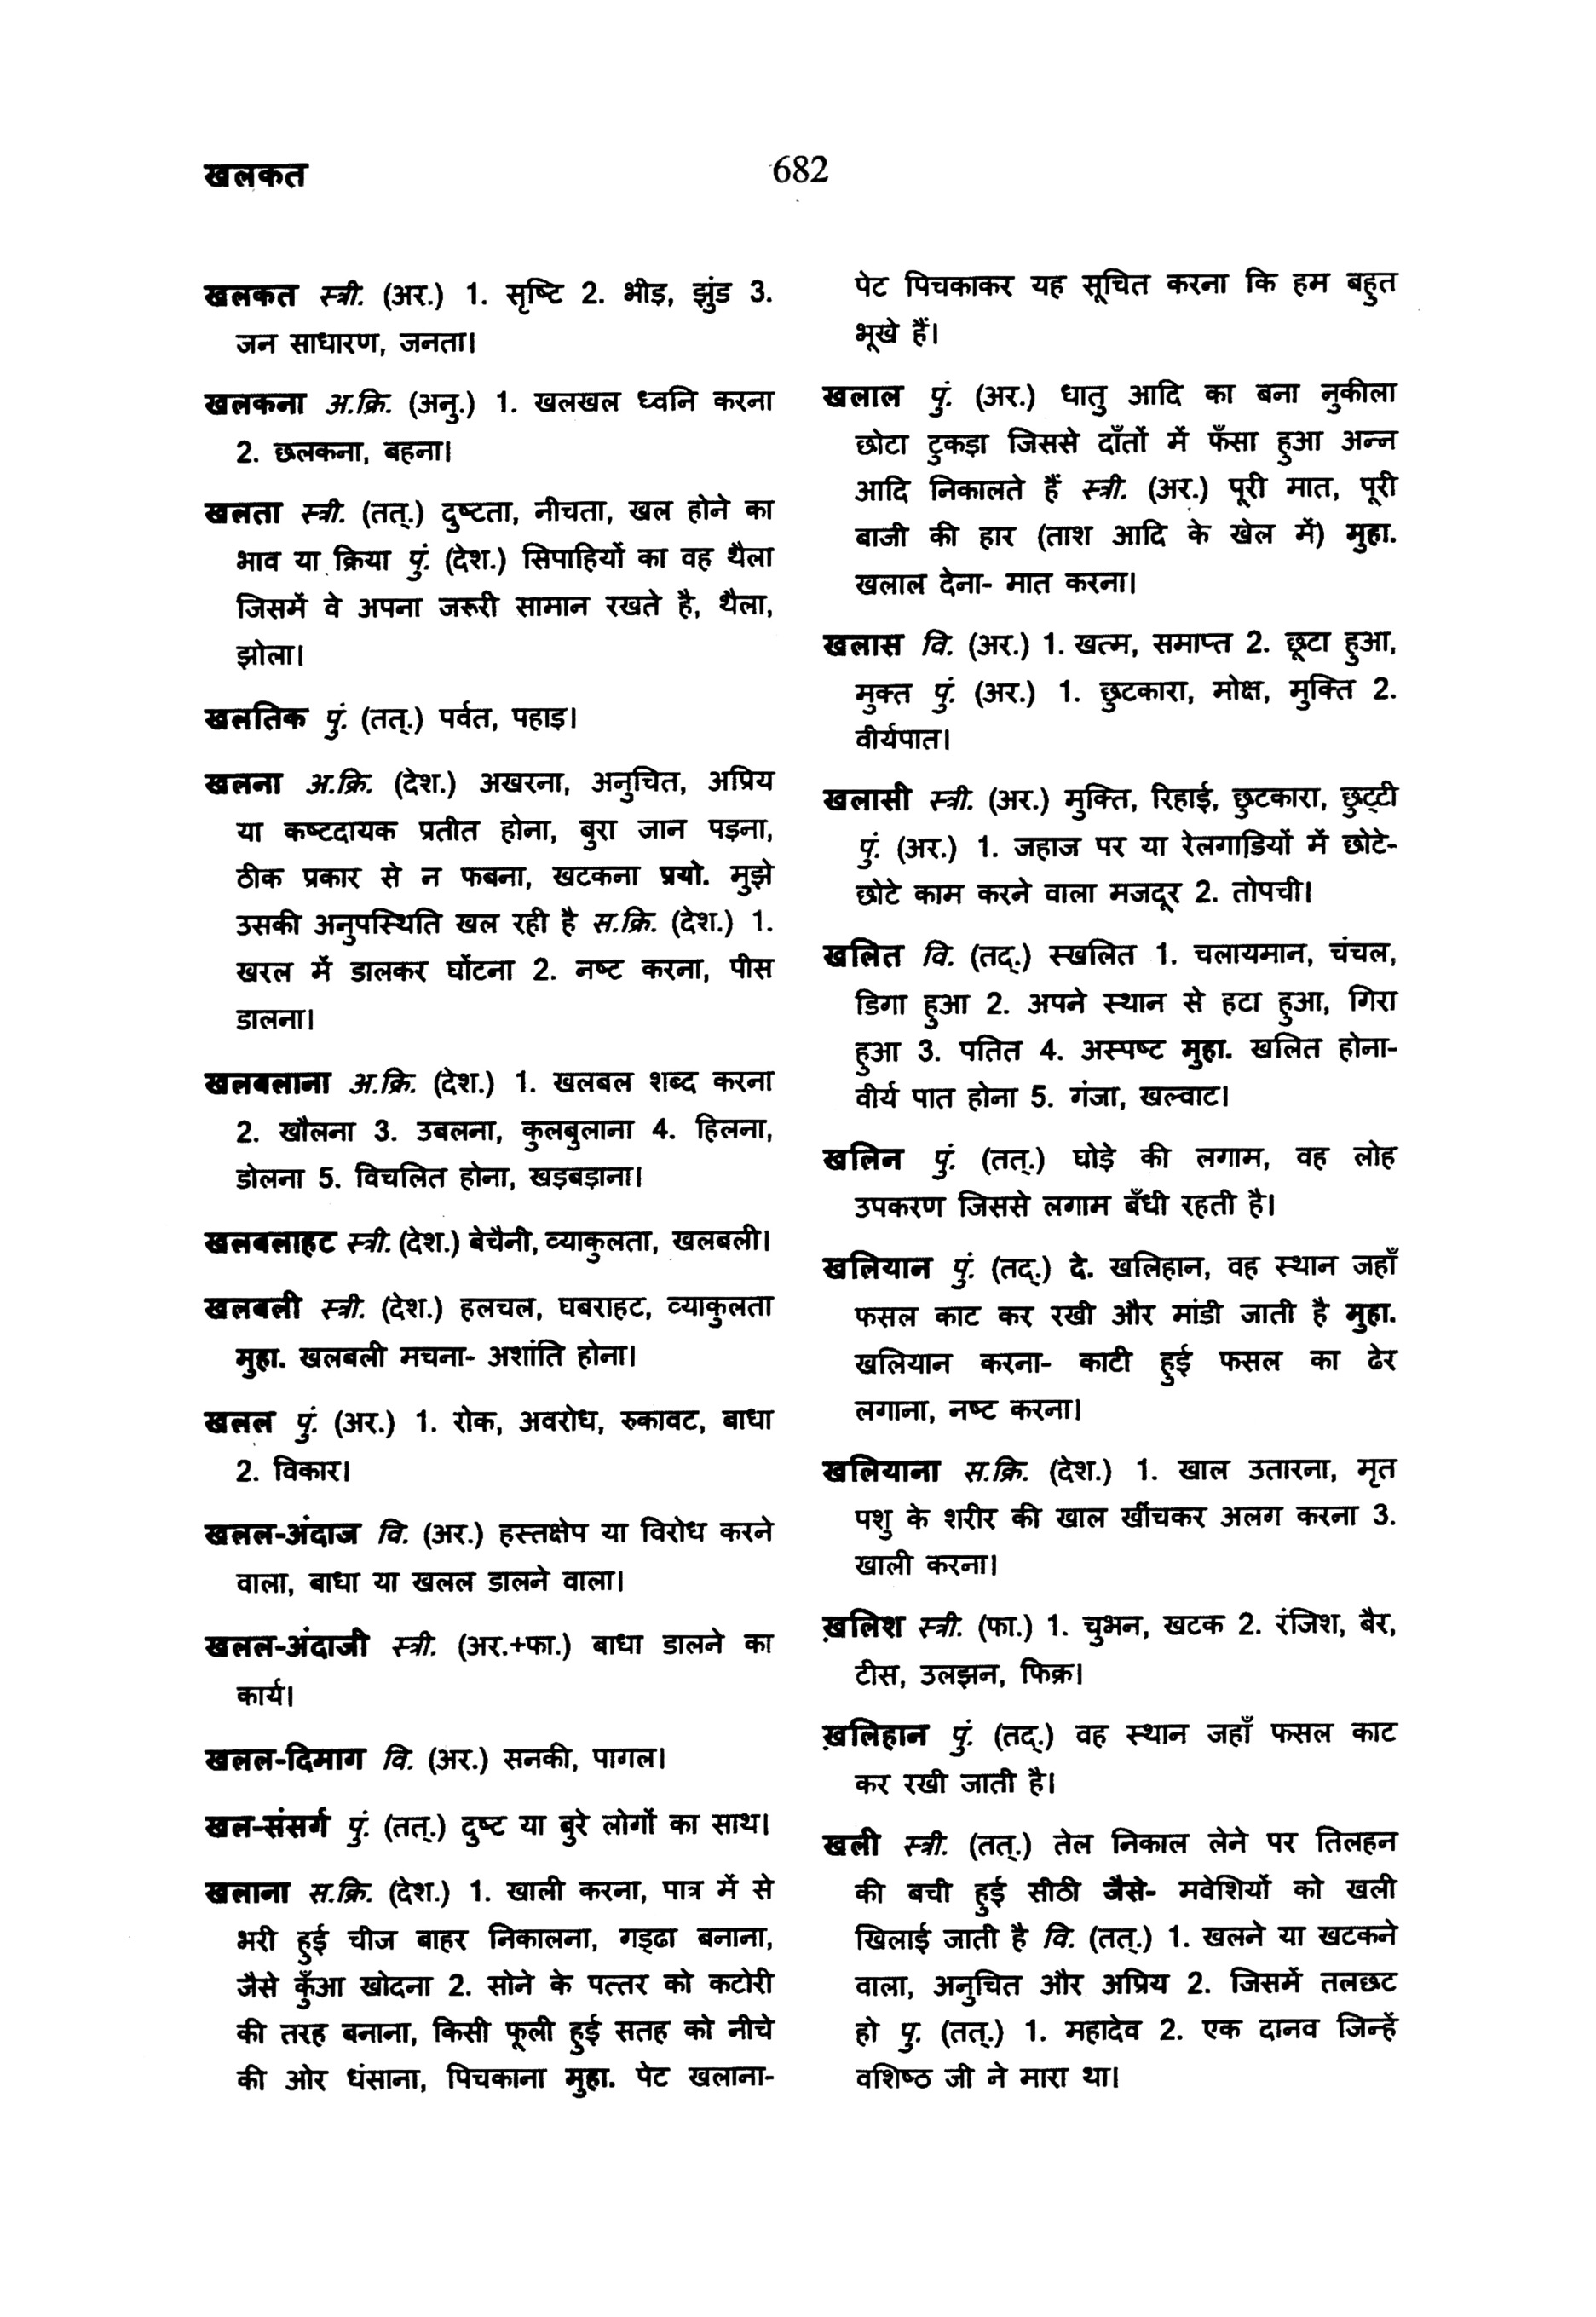 खलकत
682
खलकत स्त्री. (अर.) 1. सृष्टि 2. भीड़, झुंड 3.
जन साधारण, जनता।
खलकना अ.क्रि. (अनु.) 1. खलखल ध्वनि करना
2. छलकना, बहना।
खलता स्त्री. (तत्.) दुष्टता, नीचता, खल होने का
भाव या क्रिया पुं. (देश.) सिपाहियों का वह थैला
जिसमें वे अपना जरूरी सामान रखते है, थैला,
झोला।
खलतिक पुं. (तत्.) पर्वत, पहाड़।
खलना अ.क्रि. (देश.) अखरना, अनुचित, अप्रिय
या कष्टदायक प्रतीत होना, बुरा जान पड़ना,
ठीक प्रकार से न फबना, खटकना प्रयो. मुझे
उसकी अनुपस्थिति खल रही है स.क्रि. (देश.) 1.
खरल में डालकर घोंटना 2. नष्ट करना, पीस
डालना।
खलबलाना अ.क्रि. (देश.) 1. खलबल शब्द करना
2. खौलना 3. उबलना, कुलबुलाना 4. हिलना,
डोलना 5. विचलित होना, खड़बड़ाना।
खलबलाहट स्त्री. (देश.) बेचैनी, व्याकुलता, खलबली।
खलबली स्त्री. (देश.) हलचल, घबराहट, व्याकुलता
मुहा. खलबली मचना- अशांति होना।
खलल पुं. (अर.) 1. रोक, अवरोध, रुकावट, बाधा
2. विकार।
खलल-अंदाज वि. (अर.) हस्तक्षेप या विरोध करने
वाला, बाधा या खलल डालने वाला।
खलल-अंदाजी स्त्री. (अर.+फा.) बाधा डालने का
कार्य।
खलल-दिमाग वि. (अर.) सनकी, पागल।
खल-संसर्ग पुं. (तत्.) दुष्ट या बुरे लोगों का साथ।
खलाना स.क्रि. (देश.) 1. खाली करना, पात्र में से
भरी हुई चीज बाहर निकालना, गड्ढा बनाना,
जैसे कुँआ खोदना 2. सोने के पत्तर को कटोरी
की तरह बनाना, किसी फूली हुई सतह को नीचे
की ओर धंसाना, पिचकाना मुहा. पेट खलाना-
पेट पिचकाकर यह सूचित करना कि हम बहुत
भूखे हैं।
खलाल पुं. (अर.) धातु आदि का बना नुकीला
छोटा टुकड़ा जिससे दाँतों में फँसा हुआ अन्न
आदि निकालते हैं स्त्री. (अर.) पूरी मात, पूरी
बाजी की हार (ताश आदि के खेल में) मुहा.
खलाल देना- मात करना।
खलास वि. (अर.) 1. खत्म, समाप्त 2. छूटा हुआ,
मुक्त पुं. (अर.) 1. छुटकारा, मोक्ष, मुक्ति 2.
वीर्यपात।
खलासी स्त्री. (अर.) मुक्ति, रिहाई, छुटकारा, छुट्टी
पुं. (अर.) 1. जहाज पर या रेलगाडियों में छोटे-
छोटे काम करने वाला मजदूर 2. तोपची।
खलित वि. (तद्.) स्खलित 1. चलायमान, चंचल,
डिगा हुआ 2. अपने स्थान से हटा हुआ, गिरा
हुआ 3. पतित 4. अस्पष्ट मुहा. खलित होना-
वीर्य पात होना 5. गंजा, खल्वाट।
खलिन पुं. (तत्.) घोड़े की लगाम, वह लोह
उपकरण जिससे लगाम बँधी रहती है।
खलियान पुं. (तद्.) दे. खलिहान, वह स्थान जहाँ
फसल काट कर रखी और मांडी जाती है मुहा.
खलियान करना- काटी हुई फसल का ढेर
लगाना, नष्ट करना।
खलियाना स.क्रि. (देश.) 1. खाल उतारना, मृत
पशु के शरीर की खाल खींचकर अलग करना 3.
खाली करना।
ख़लिश स्त्री. (फा.) 1. चुभन, खटक 2. रंजिश, बैर,
टीस, उलझन, फिक्र।
ख़लिहान पुं. (तद्.) वह स्थान जहाँ फसल काट
कर रखी जाती है।
खली स्त्री. (तत्.) तेल निकाल लेने पर तिलहन
की बची हुई सीठी जैसे- मवेशियों को खली
खिलाई जाती है वि. (तत्.) 1. खलने या खटकने
वाला, अनुचित और अप्रिय 2. जिसमें तलछट
हो पु. (तत्.) 1. महादेव 2. एक दानव जिन्हें
वशिष्ठ जी ने मारा था।